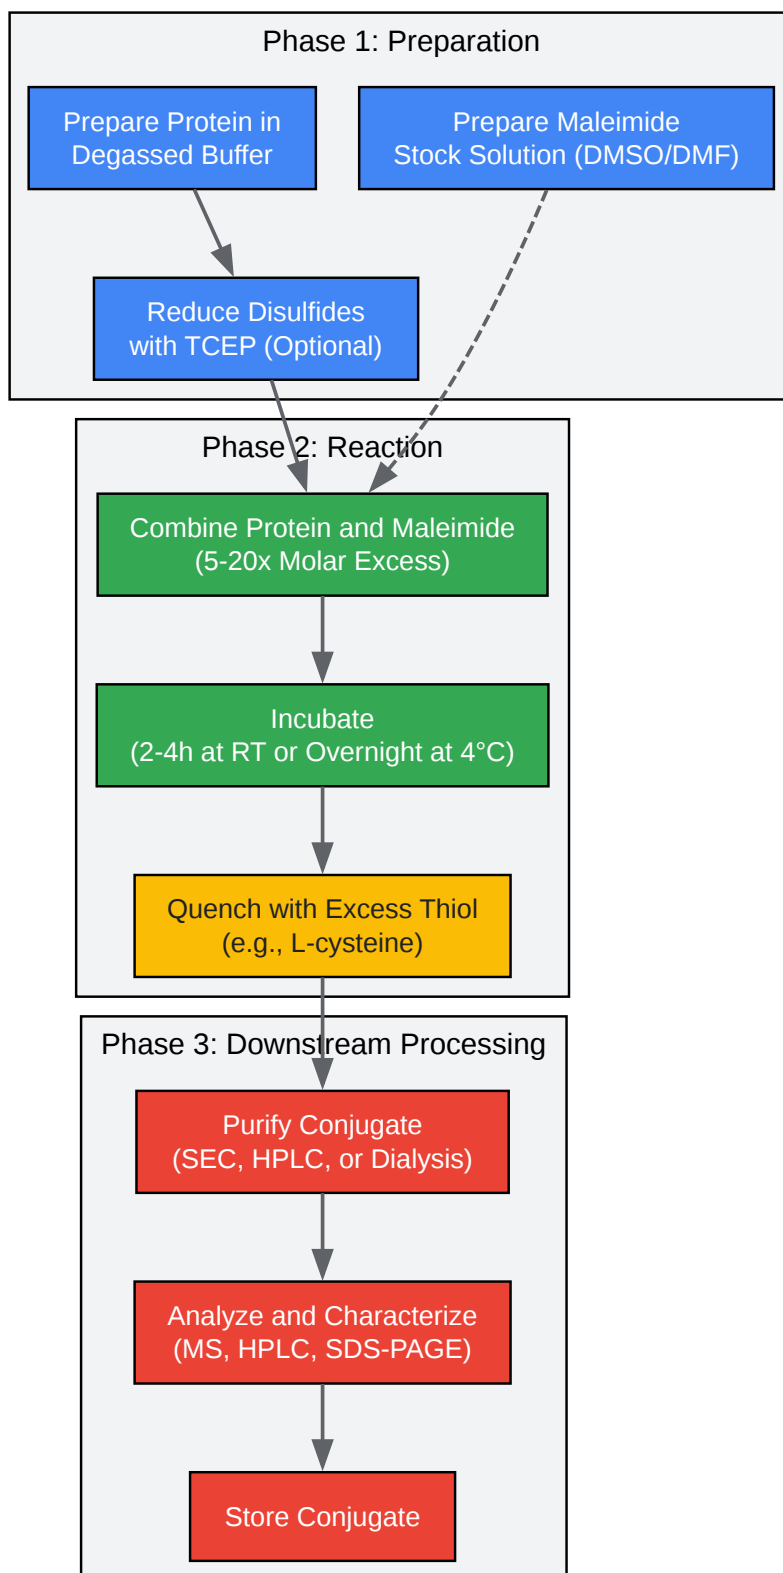 Phase 1: Preparation
Prepare Protein in
Degassed Buffer
Prepare Maleimide
Stock Solution (DMSO/DMF)
Reduce Disulfides
with TCEP (Optional)
Phase 2: Reaction
Combine Protein and Maleimide
(5-20x Molar Excess)
Incubate
(2-4h at RT or Overnight at 4°C)
Quench with Excess Thiol
(e.g., L-cysteine)
Phase 3: Downstream Processing
Purify Conjugate
(SEC, HPLC, or Dialysis)
Analyze and Characterize
(MS, HPLC, SDS-PAGE)
Store Conjugate